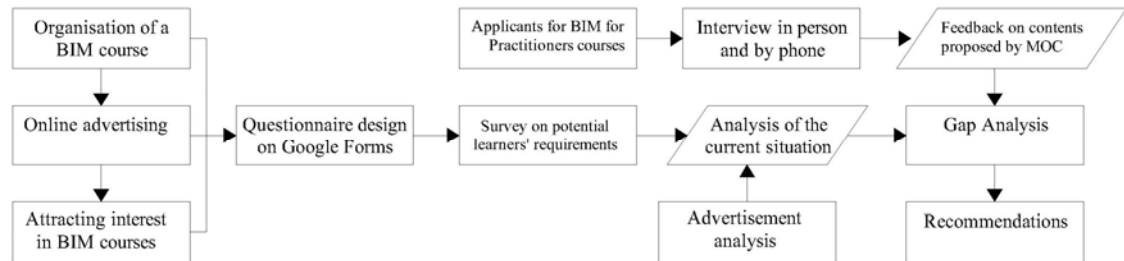 Organisation of a
BIM course
Applicants for BIM for
Practitioners courses
Interview in person
and by phone
Feedback on contents
proposed by MOC
Online advertising
Questionnaire design
on Google Forms
Survey on potential
learners' requirements
Analysis of the
current situation
Gap Analysis
Attracting interest
in BIM courses
Advertisement
analysis
Recommendations